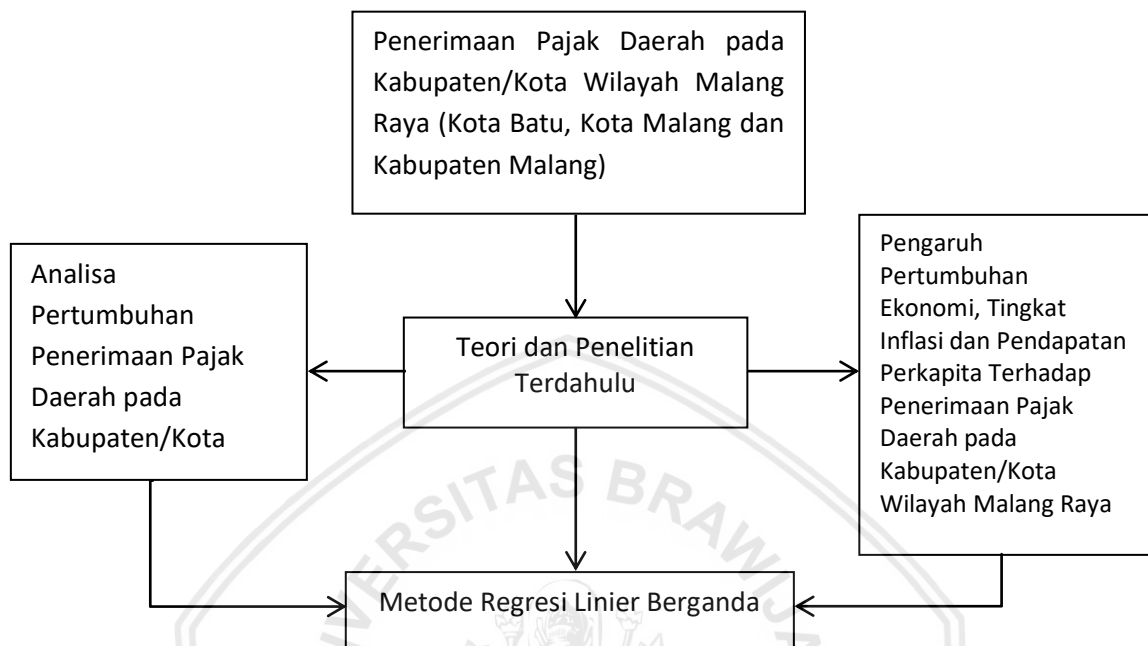 Penerimaan Pajak Daerah pada
Kabupaten/Kota Wilayah Malang
Raya (Kota Batu, Kota Malang dan
Kabupaten Malang)
Analisa
Pertumbuhan
Penerimaan Pajak
Daerah pada
Kabupaten/Kota
Teori dan Penelitian
Terdahulu
Pengaruh
Pertumbuhan
Ekonomi, Tingkat
Inflasi dan Pendapatan
Perkapita Terhadap
Penerimaan Pajak
Daerah pada
Kabupaten/Kota
Wilayah Malang Raya
Metode Regresi Linier Berganda